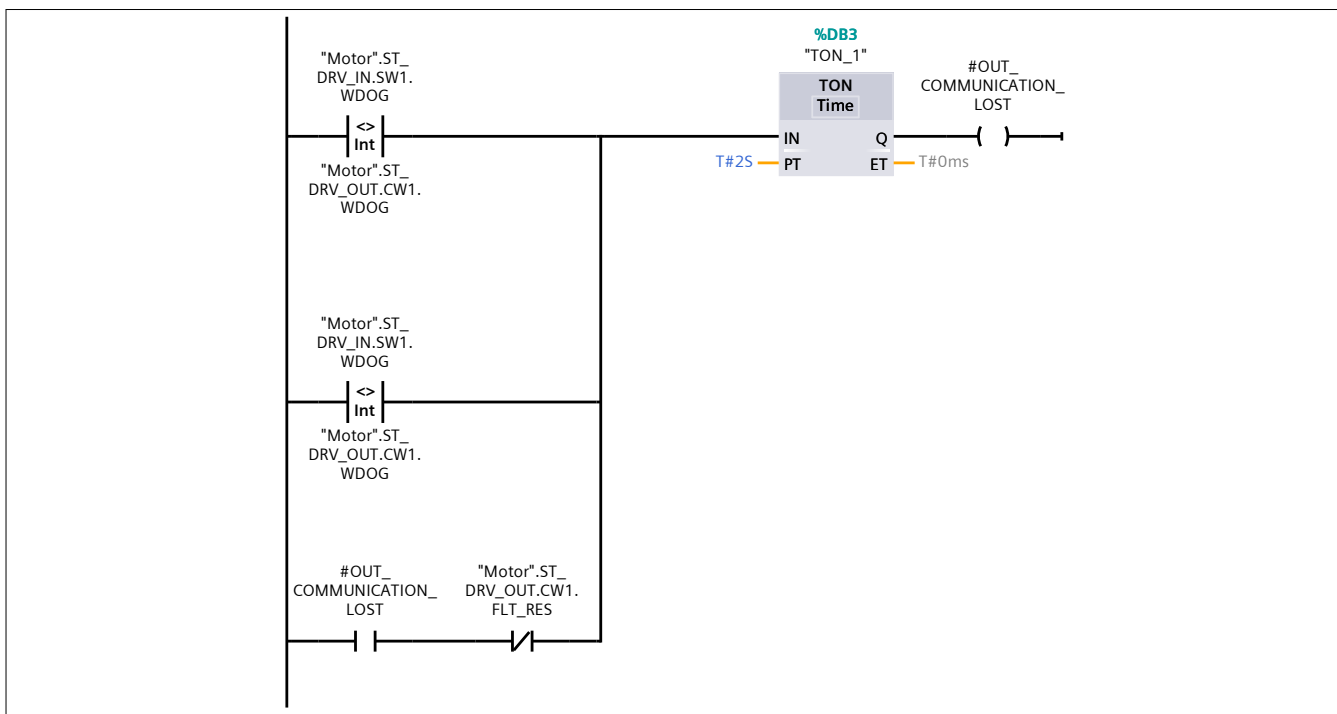 "Motor".ST_
DRV_IN.SW1.
WDOG
<>
Int
"Motor".ST_
DRV_OUT.CW1.
WDOG
%DB3
"TON_1"
TON
Time
IN
Q
T#2S
PT
ET
T#0ms
#OUT_
COMMUNICATION_
LOST
"Motor".ST_
DRV_IN.SW1.
WDOG
<>
Int
"Motor".ST_
DRV_OUT.CW1.
WDOG
#OUT_
COMMUNICATION_
LOST
"Motor".ST_
DRV_OUT.CW1.
FLT_RES